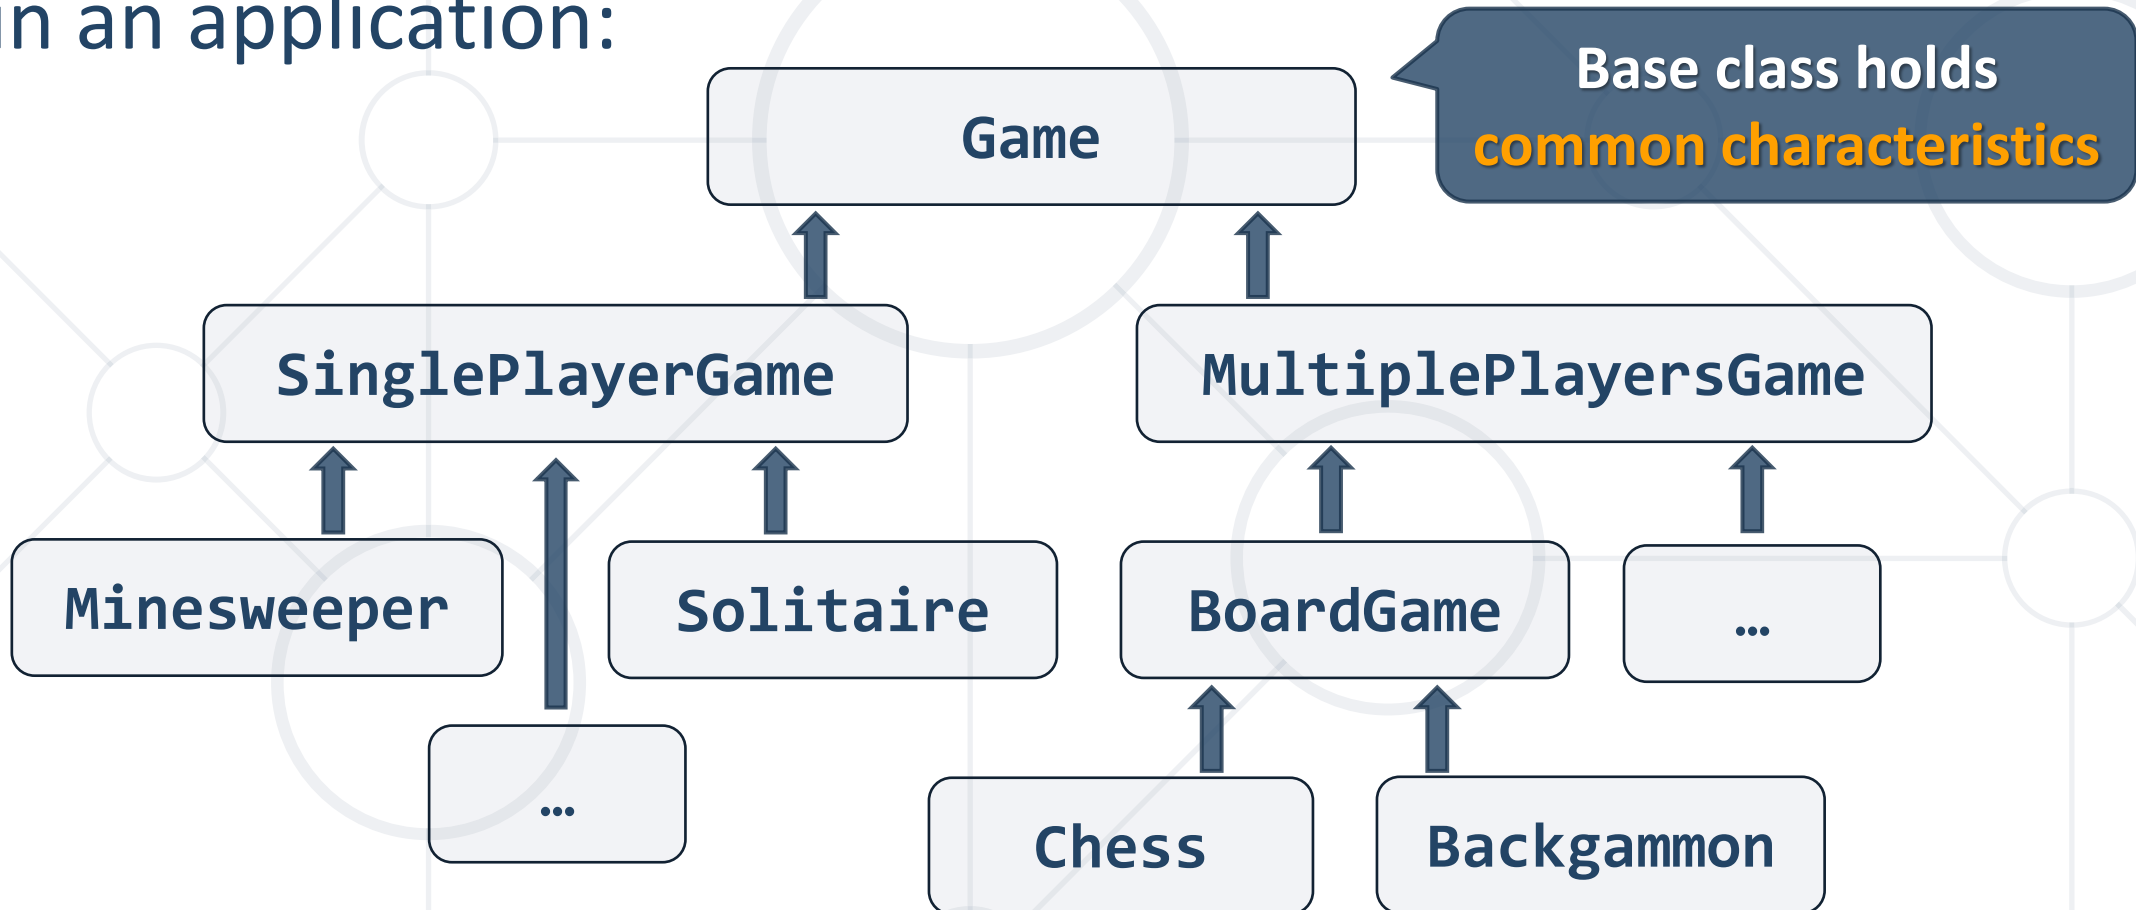 in an application:
Base class holds
common characteristics
Game
SinglePlayerGame
MultiplePlayersGame
Minesweeper
Solitaire
BoardGame
…
…
Chess
Backgammon